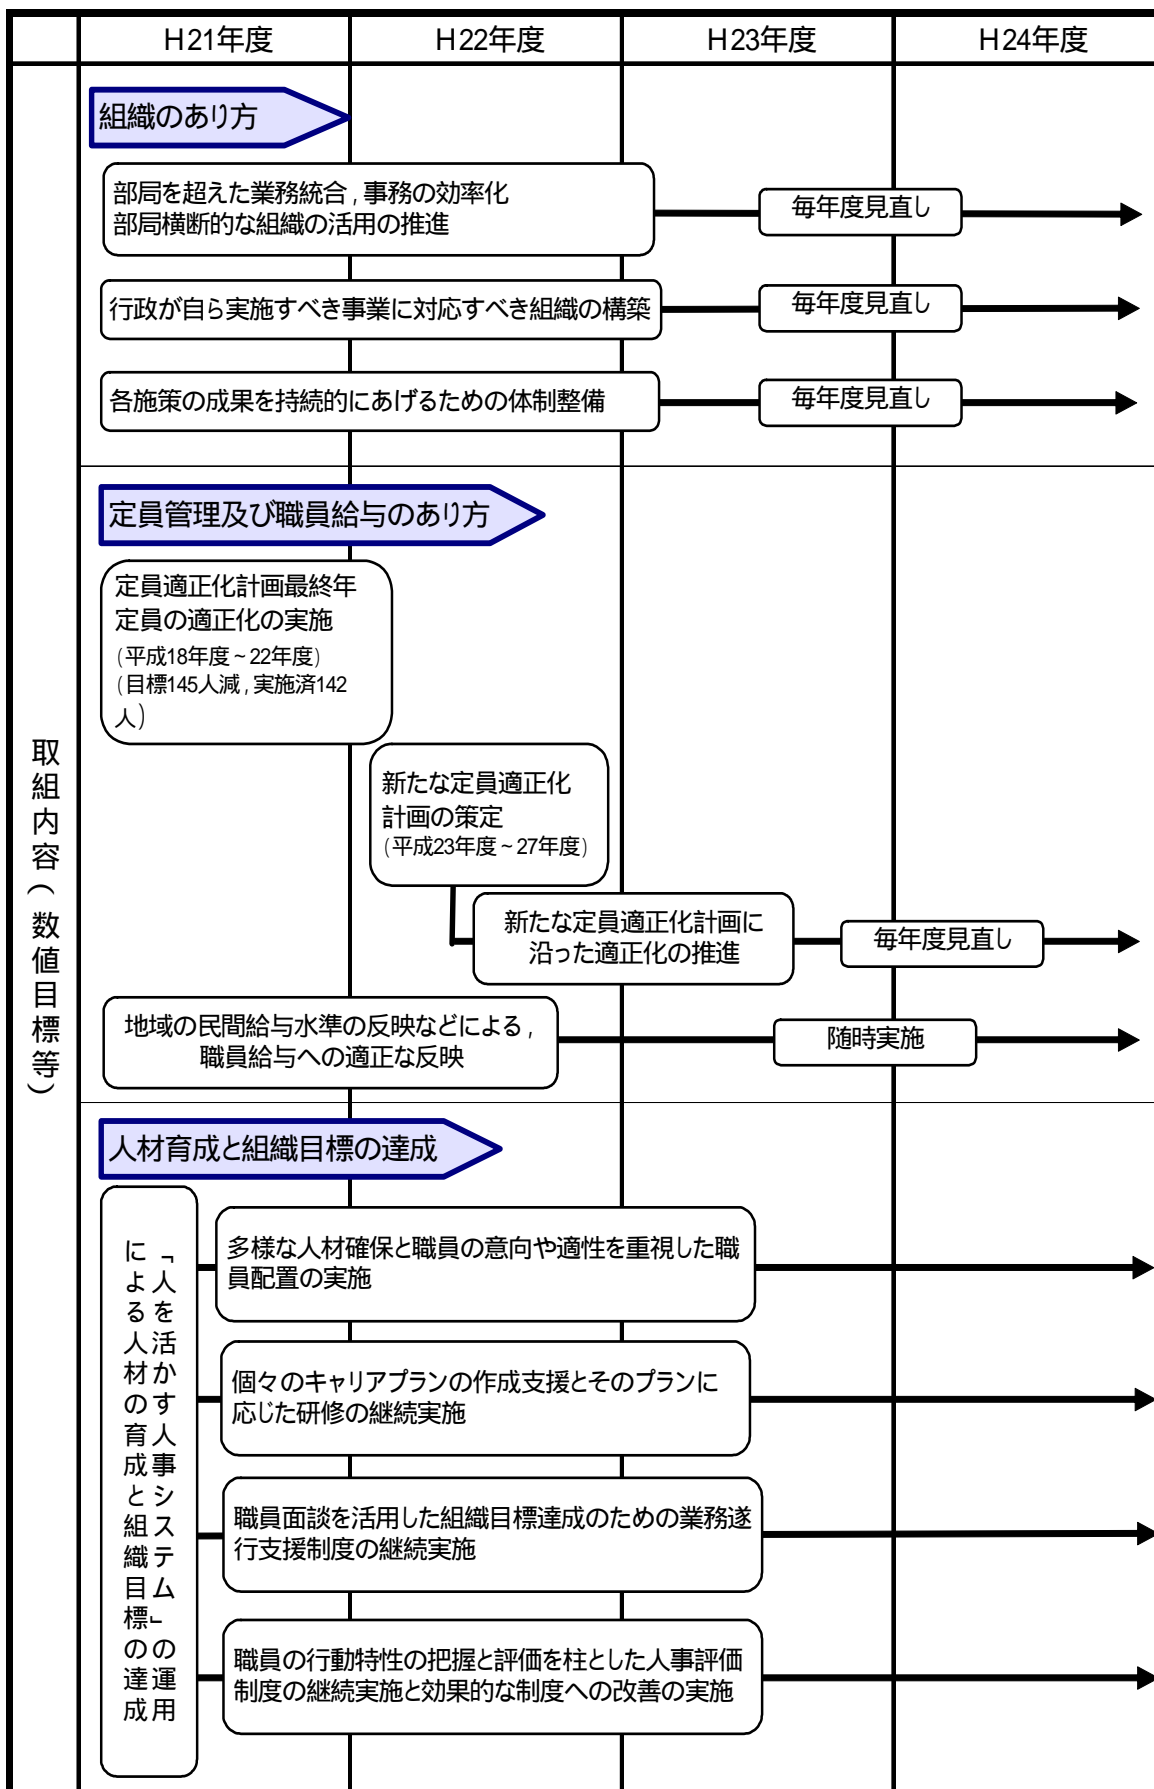 H21年度
H22年度
H23年度
H24年度
取組内容(数値目標等)
組織のあり方
部局を超えた業務統合,事務の効率化
部局横断的な組織の活用の推進
毎年度見直し
行政が自ら実施すべき事業に対応すべき組織の構築
毎年度見直し
各施策の成果を持続的にあげるための体制整備
毎年度見直し
定員管理及び職員給与のあり方
定員適正化計画最終年
定員の適正化の実施
(平成18年度~22年度)
(目標145人減,実施済142
人)
新たな定員適正化
計画の策定
(平成23年度~27年度)
新たな定員適正化計画に
沿った適正化の推進
毎年度見直し
地域の民間給与水準の反映などによる,
職員給与への適正な反映
随時実施
人材育成と組織目標の達成
「人を活かす人事システム」の運用
による人材の育成と組織目標の達成
多様な人材確保と職員の意向や適性を重視した職
員配置の実施
個々のキャリアプランの作成支援とそのプランに
応じた研修の継続実施
職員面談を活用した組織目標達成のための業務遂
行支援制度の継続実施
職員の行動特性の把握と評価を柱とした人事評価
制度の継続実施と効果的な制度への改善の実施